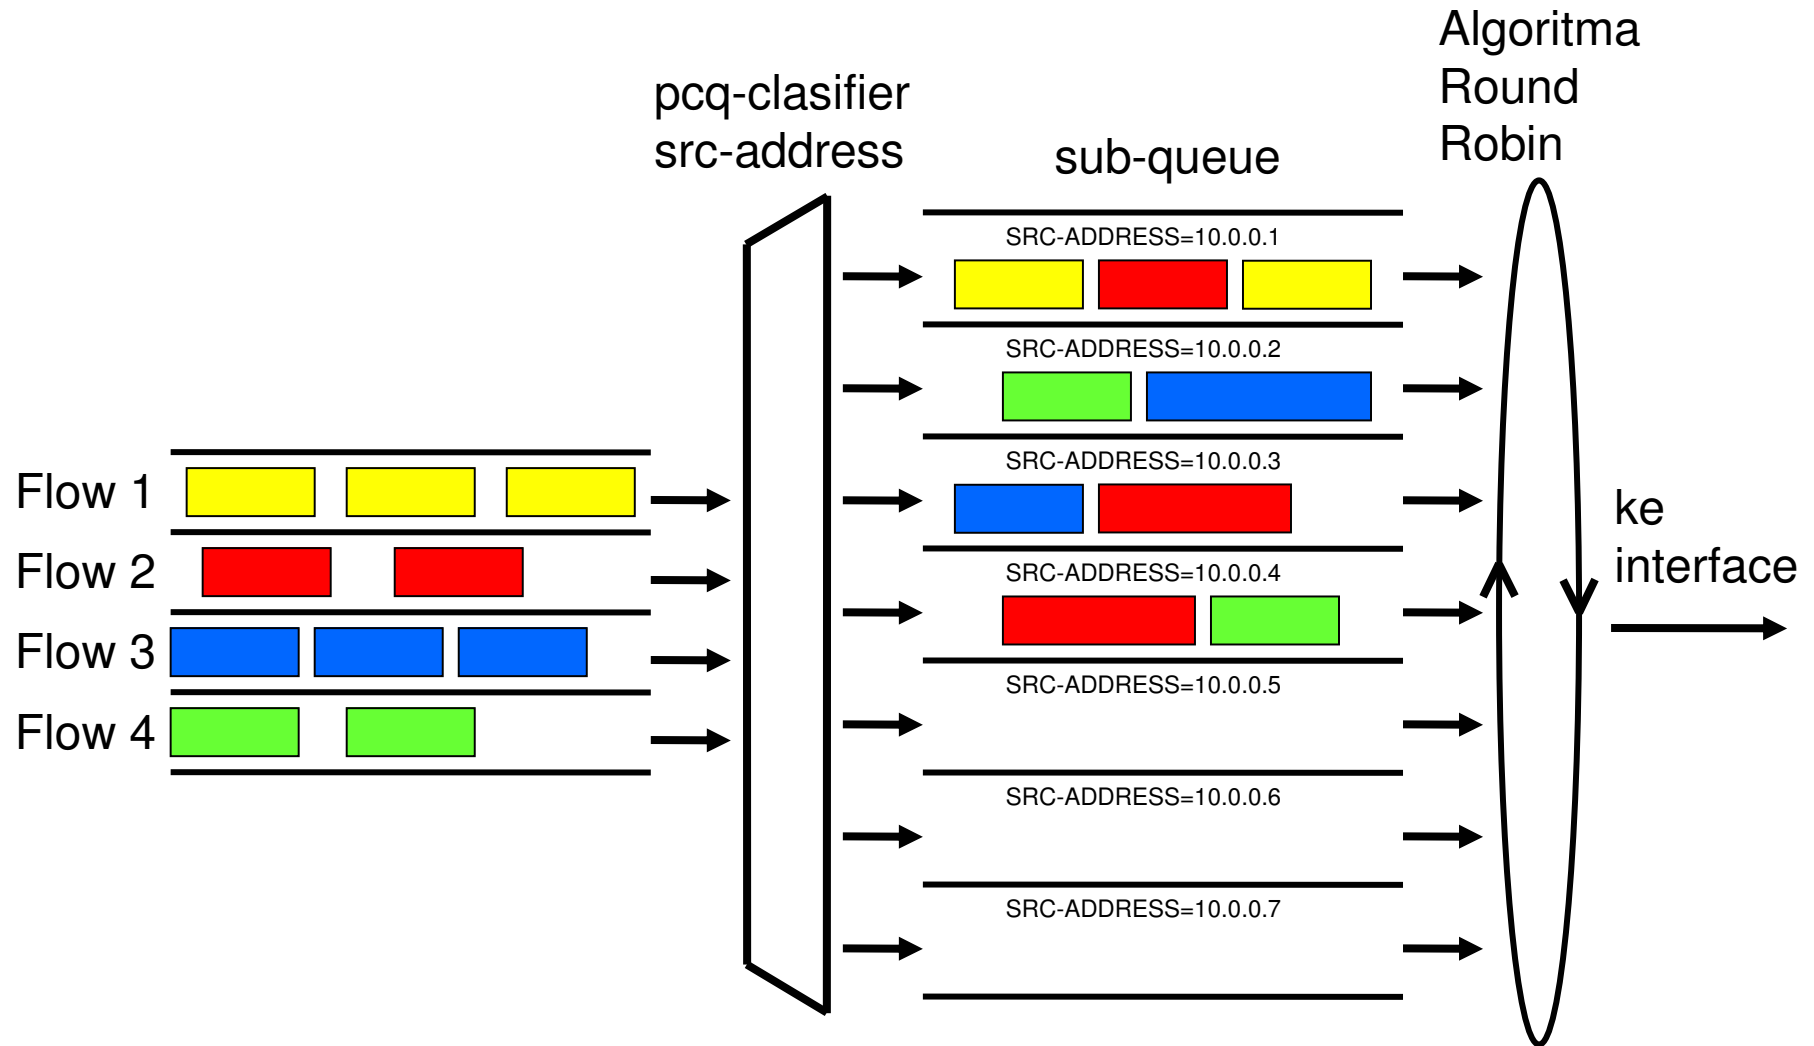 Algoritma
Round
Robin
pcq-clasifier
src-address
sub-queue
SRC-ADDRESS=10.0.0.1
SRC-ADDRESS=10.0.0.2
SRC-ADDRESS=10.0.0.3
SRC-ADDRESS=10.0.0.4
SRC-ADDRESS=10.0.0.5
SRC-ADDRESS=10.0.0.6
SRC-ADDRESS=10.0.0.7
Flow 1
Flow 2
Flow 3
Flow 4
ke
interface